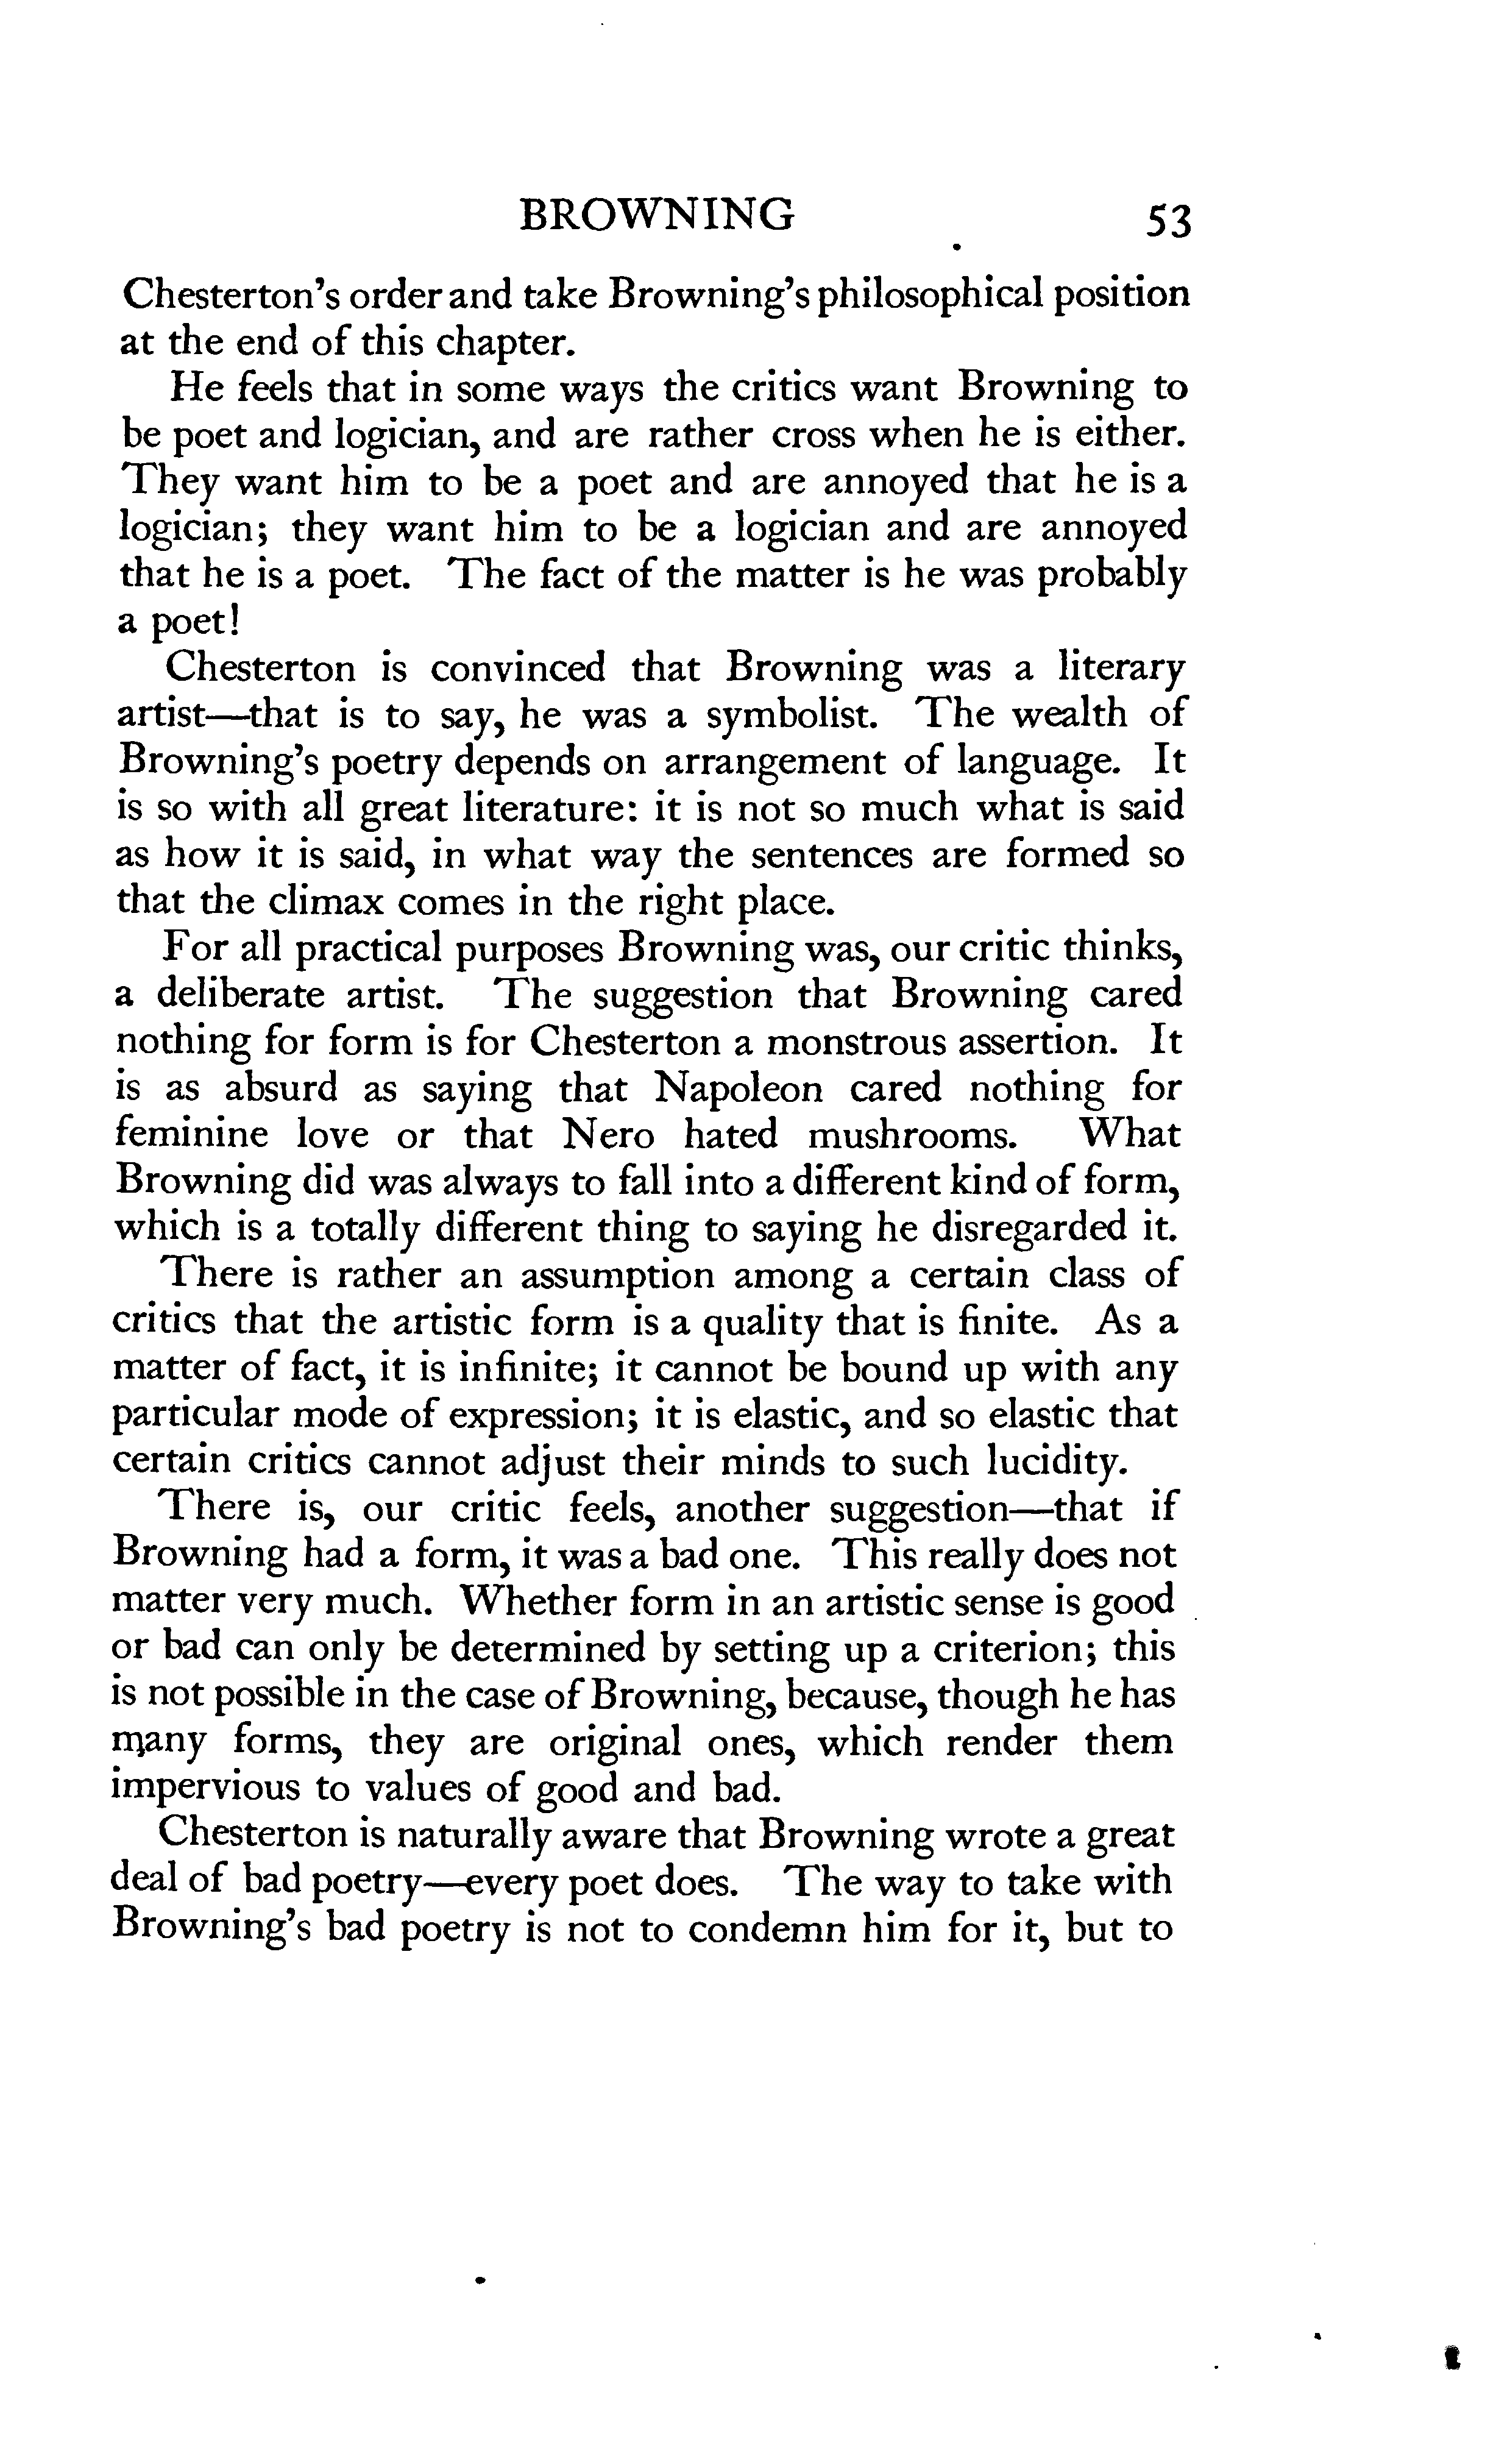 BROWNING 53
Chesterton's order and take Browning's philosophical position
at the end of this chapter.
He feels that in some ways the critics want Browning to
be poet and logician, and are rather cross when he is either.
They want him to be a poet and are annoyed that he is a
logician; they want him to be a logician and are annoyed
that he is a poet. The fact of the matter is he was probably
a poet!
Chesterton is convinced that Browning was a literary
artist—that is to say, he was a symbolist. The wealth of
Browning's poetry depends on arrangement of language. It
is so with all great literature: it is not so much what is said
as how it is said, in what way the sentences are formed so
that the climax comes in the right place.
For all practical purposes Browning was, our critic thinks,
a deliberate artist. The suggestion that Browning cared
nothing for form is for Chesterton a monstrous assertion. It
is as absurd as saying that Napoleon cared nothing for
feminine love or that Nero hated mushrooms. What
Browning did was always to fall into a different kind of form,
which is a totally different thing to saying he disregarded it.
There is rather an assumption among a certain class of
critics that the artistic form is a quality that is finite. As a
matter of fact, it is infinite; it cannot be bound up with any
particular mode of expression; it is elastic, and so elastic that
certain critics cannot adjust their minds to such lucidity.
There is, our critic feels, another suggestion—that if
Browning had a form, it was a bad one. This really does not
matter very much. Whether form in an artistic sense is good
or bad can only be determined by setting up a criterion; this
is not possible in the case of Browning, because, though he has
many forms, they are original ones, which render them
impervious to values of good and bad.
Chesterton is naturally aware that Browning wrote a great
deal of bad poetry—every poet does. The way to take with
Browning's bad poetry is not to condemn him for it, but to